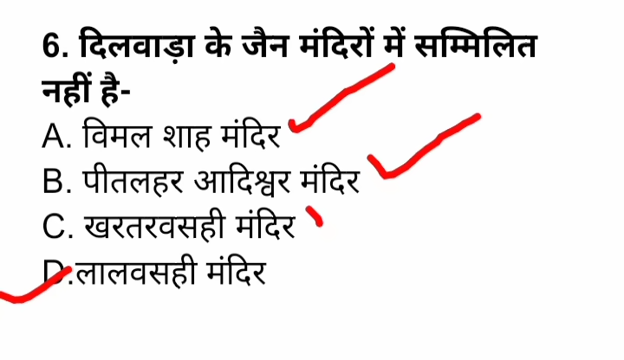 6. दिलवाड़ा के जैन मंदिरों में सम्मिलित
नहीं है-
A. विमल शाह मंदिर
B. पीतलहर आदिश्वर मंदिर
C. खरतरवसही मंदिर
D.लालवसही मंदिर